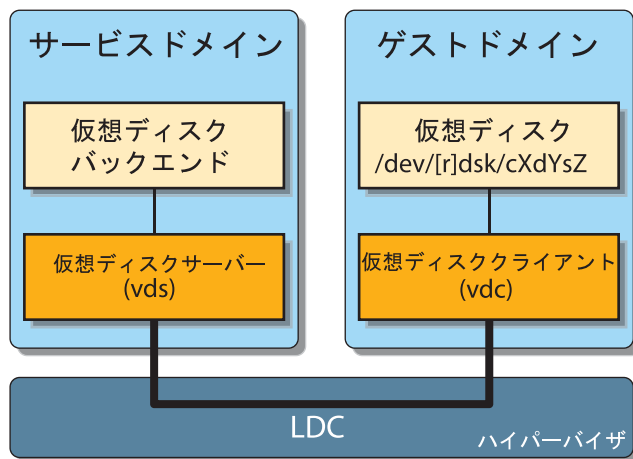 サービスドメイン
仮想ディスク
バックエンド
仮想ディスクサーバー
(vds)
ゲストドメイン
仮想ディスク
/dev/[r]dsk/cXdYsZ
仮想ディスククライアント
(vdc)
LDC
ハイパーバイザ